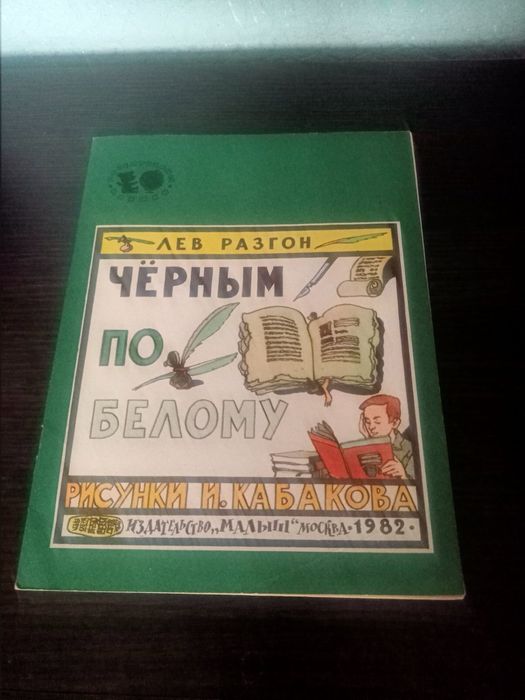 ЛЕВ РАЗГОН
ЧЁРНЫМ
ПО
БЕЛОМУ
РИСУНКИ И. КАБАКОВА
ИЗДАТЕЛЬСТВО „МАЛЫШ“ МОСКВА · 1982 ·